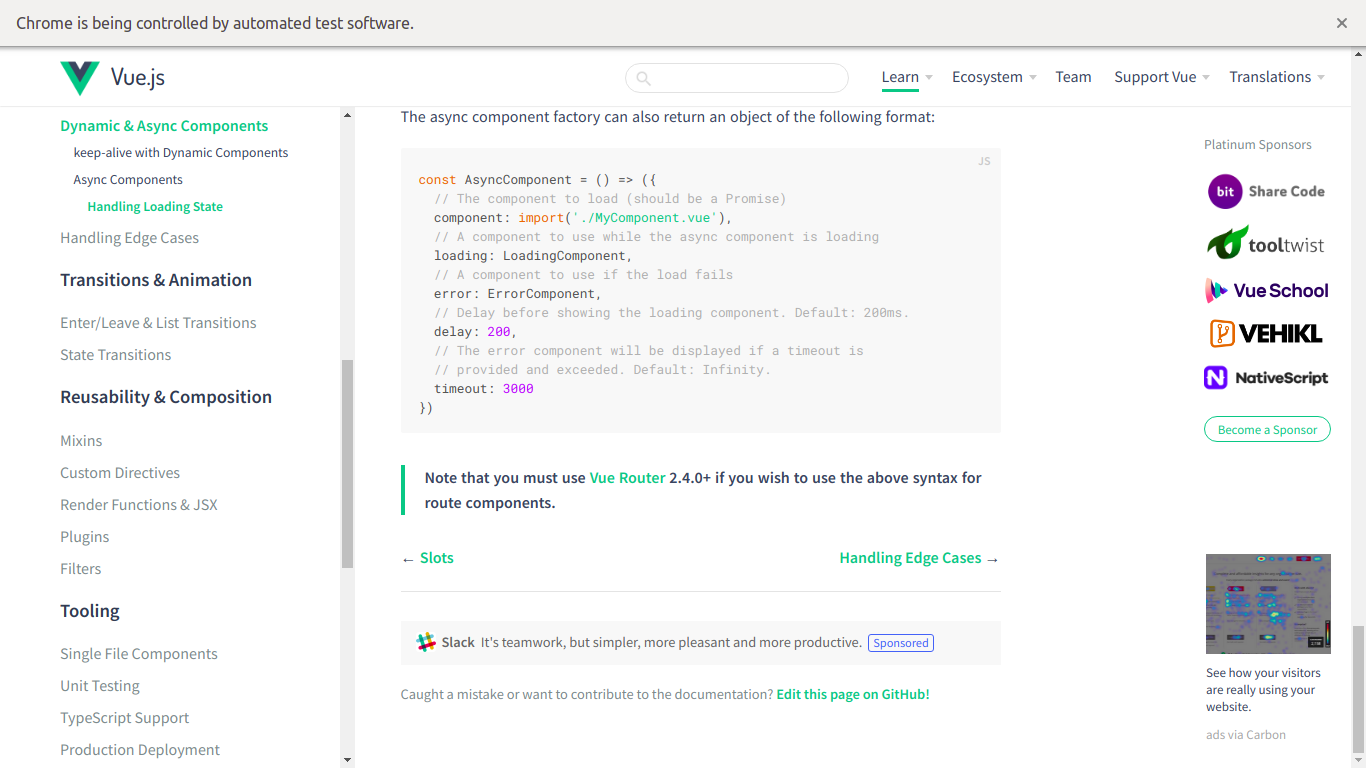 Chrome is being controlled by automated test software.
Vue.js
Learn
Ecosystem
Team
Support Vue
Translations
Dynamic & Async Components
keep-alive with Dynamic Components
Async Components
Handling Loading State
Handling Edge Cases
Transitions & Animation
Enter/Leave & List Transitions
State Transitions
Reusability & Composition
Mixins
Custom Directives
Render Functions & JSX
Plugins
Filters
Tooling
Single File Components
Unit Testing
TypeScript Support
Production Deployment
The async component factory can also return an object of the following format:
JS
const AsyncComponent = () => ({
// The component to load (should be a Promise)
component: import('./MyComponent.vue'),
// A component to use while the async component is loading
loading: LoadingComponent,
// A component to use if the load fails
error: ErrorComponent,
// Delay before showing the loading component. Default: 200ms.
delay: 200,
// The error component will be displayed if a timeout is
// provided and exceeded. Default: Infinity.
timeout: 3000
})
Note that you must use Vue Router 2.4.0+ if you wish to use the above syntax for
route components.
← Slots
Handling Edge Cases →
Slack It's teamwork, but simpler, more pleasant and more productive. Sponsored
Caught a mistake or want to contribute to the documentation? Edit this page on GitHub!
Platinum Sponsors
bit Share Code
tooltwist
Vue School
VEHIKL
NativeScript
Become a Sponsor
See how your visitors
are really using your
website.
ads via Carbon